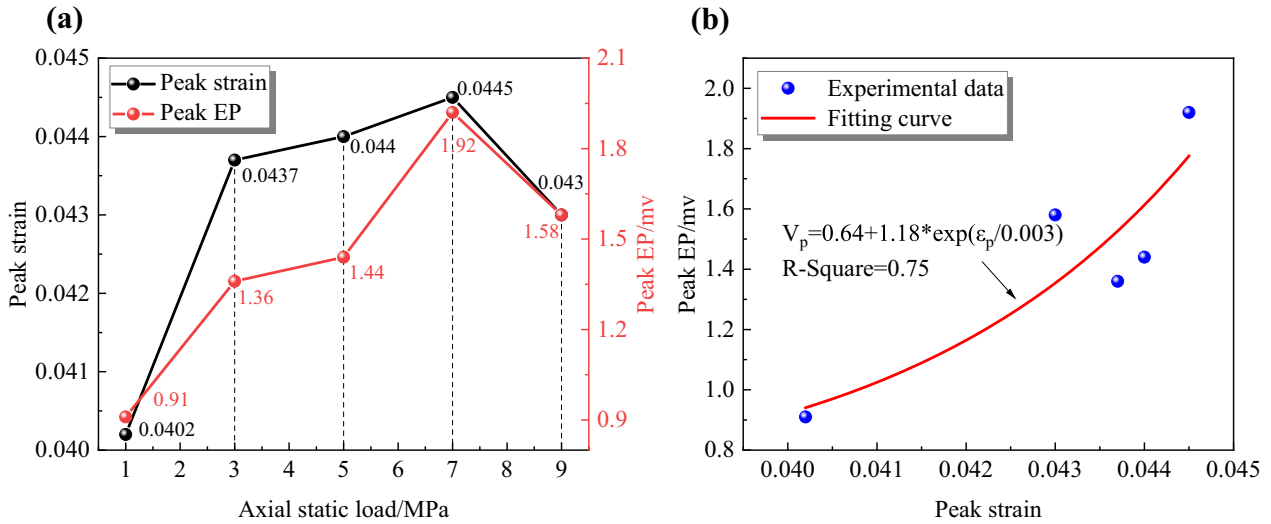 (a)
0.045
0.044
0.043
0.042
0.041
0.040
Peak strain
Peak strain
Peak EP
0.0402
0.0437
0.044
0.0445
0.043
0.91
1.36
1.44
1.92
1.58
2.1
1.8
1.5
1.2
0.9
Peak EP/mv
1 2 3 4 5 6 7 8 9
Axial static load/MPa
(b)
2.0
1.8
1.6
1.4
1.2
1.0
0.8
Peak EP/mv
Experimental data
Fitting curve
Vₚ=0.64+1.18*exp(εₚ/0.003)
R-Square=0.75
0.040 0.041 0.042 0.043 0.044 0.045
Peak strain